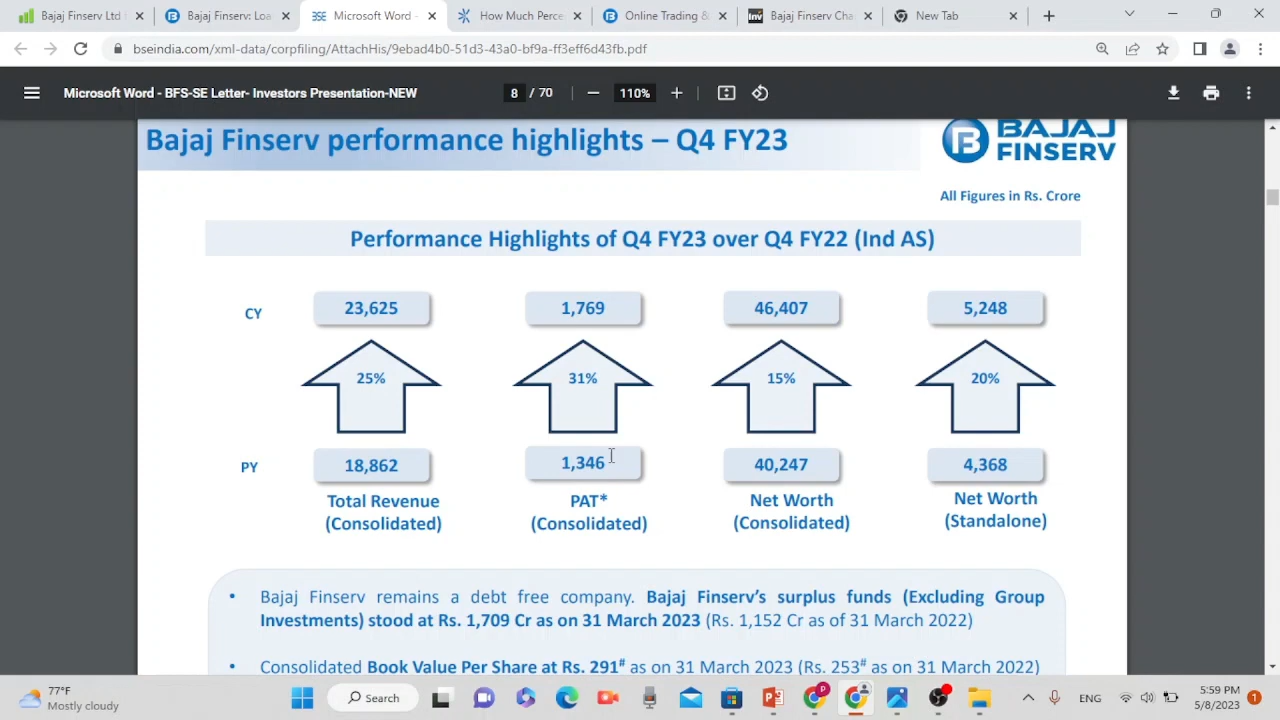 Bajaj Finserv Ltd
Bajaj Finserv: Loa
Microsoft Word -
How Much Perce
Online Trading &
Bajaj Finserv Cha
New Tab
bseindia.com/xml-data/corpfiling/AttachHis/9ebad4b0-51d3-43a0-bf9a-ff3eff6d43fb.pdf
Microsoft Word - BFS-SE Letter- Investors Presentation-NEW
8 / 70
110%
Bajaj Finserv performance highlights – Q4 FY23
BAJAJ
FINSERV
All Figures in Rs. Crore
Performance Highlights of Q4 FY23 over Q4 FY22 (Ind AS)
CY 23,625 1,769 46,407 5,248
25% 31% 15% 20%
PY 18,862 1,346 40,247 4,368
Total Revenue PAT* Net Worth Net Worth
(Consolidated) (Consolidated) (Consolidated) (Standalone)
• Bajaj Finserv remains a debt free company. Bajaj Finserv’s surplus funds (Excluding Group
Investments) stood at Rs. 1,709 Cr as on 31 March 2023 (Rs. 1,152 Cr as of 31 March 2022)
• Consolidated Book Value Per Share at Rs. 291# as on 31 March 2023 (Rs. 253# as on 31 March 2022)
77°F
Mostly cloudy
Search
ENG
5:59 PM
5/8/2023
1